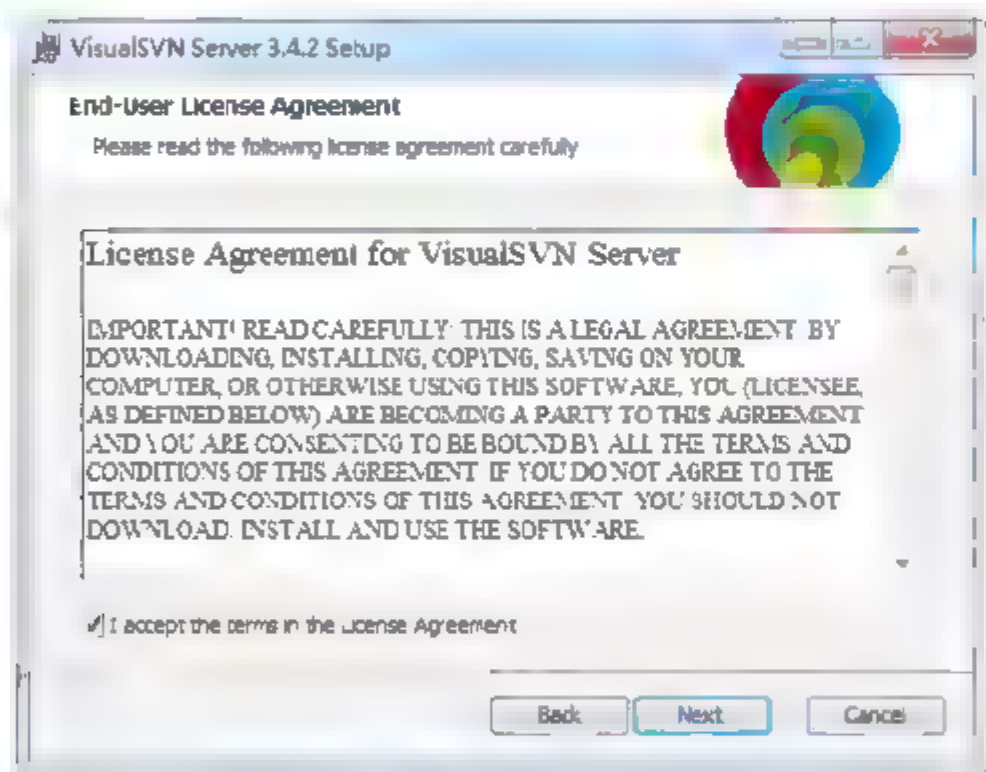 VisualSVN Server 3.4.2 Setup
End-User License Agreement
Please read the following license agreement carefully
License Agreement for VisualSVN Server
IMPORTANT! READ CAREFULLY: THIS IS A LEGAL AGREEMENT. BY
DOWNLOADING, INSTALLING, COPYING, SAVING ON YOUR
COMPUTER, OR OTHERWISE USING THIS SOFTWARE, YOU (LICENSEE,
AS DEFINED BELOW) ARE BECOMING A PARTY TO THIS AGREEMENT
AND YOU ARE CONSENTING TO BE BOUND BY ALL THE TERMS AND
CONDITIONS OF THIS AGREEMENT. IF YOU DO NOT AGREE TO THE
TERMS AND CONDITIONS OF THIS AGREEMENT, YOU SHOULD NOT
DOWNLOAD, INSTALL AND USE THE SOFTWARE.
I accept the terms in the License Agreement
Back
Next
Cancel